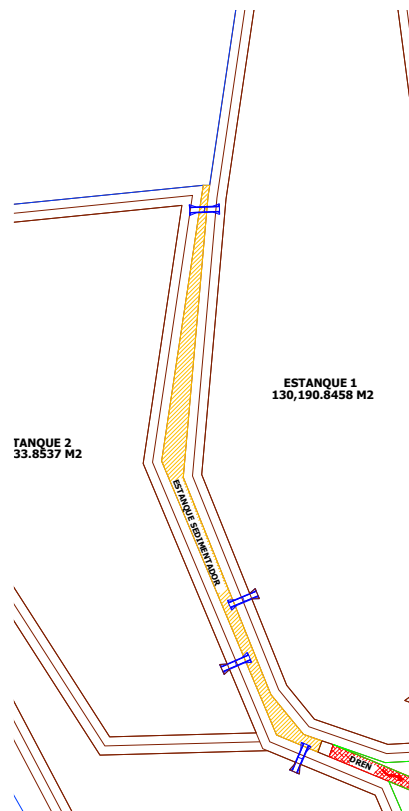 ESTANQUE 1
130,190.8458 M2
TANQUE 2
33.8537 M2
ESTANQUE SEDIMENTADOR
DREN